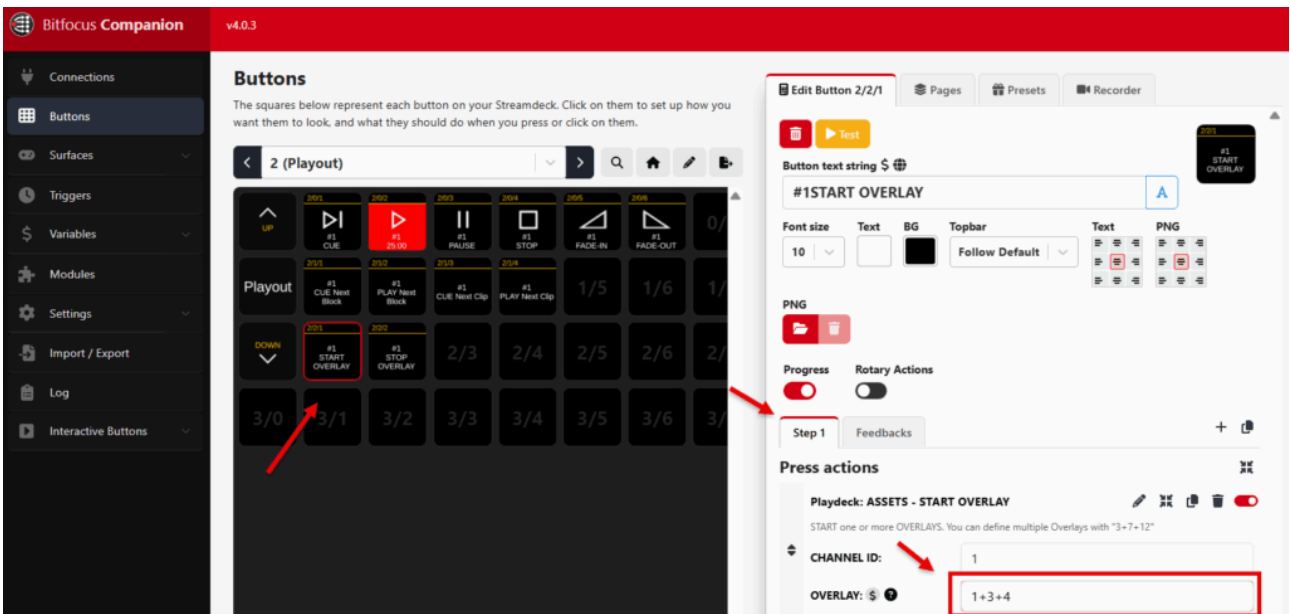 Bitfocus Companion
v4.0.3
Connections
Buttons
Surfaces
Triggers
Variables
Modules
Settings
Import / Export
Log
Interactive Buttons
Buttons
The squares below represent each button on your Streamdeck. Click on them to set up how you
want them to look, and what they should do when you press or click on them.
2 (Playout)
UP
2/0/1
#1
CUE
2/0/2
#1
25:00
2/0/3
#1
PAUSE
2/0/4
#1
STOP
2/0/5
#1
FADE-IN
2/0/6
#1
FADE-OUT
0/
Playout
2/1/1
#1
CUE Next
Block
2/1/2
#1
PLAY Next
Block
2/1/3
#1
CUE Next Clip
2/1/4
#1
PLAY Next Clip
1/5
1/6
1/
DOWN
2/2/1
#1
START
OVERLAY
2/2/2
#1
STOP
OVERLAY
2/3
2/4
2/5
2/6
2/
3/0
3/1
3/2
3/3
3/4
3/5
3/6
3/
Edit Button 2/2/1
Pages
Presets
Recorder
Test
2/2/1
#1
START
OVERLAY
Button text string $
#1START OVERLAY
A
Font size
Text
BG
Topbar
Text
PNG
10
Follow Default
PNG
Progress
Rotary Actions
Step 1
Feedbacks
+
Press actions
Playdeck: ASSETS - START OVERLAY
START one or more OVERLAYS. You can define multiple Overlays with "3+7+12"
CHANNEL ID:
1
OVERLAY: $ ?
1+3+4